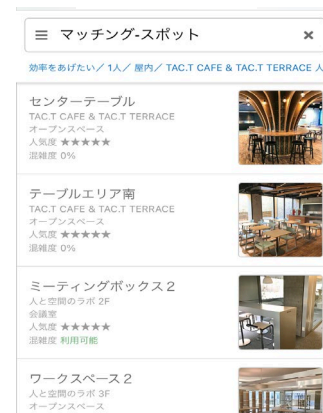 マッチング-スポット ×
効率をあげたい／ 1人／ 屋内／ TAC.T CAFE & TAC.T TERRACE 人
センターテーブル
TAC.T CAFE & TAC.T TERRACE
オープンスペース
人気度 ★★★★★
混雑度 0%
テーブルエリア南
TAC.T CAFE & TAC.T TERRACE
オープンスペース
人気度 ★★★★★
混雑度 0%
ミーティングボックス2
人と空間のラボ 2F
会議室
人気度 ★★★★★
混雑度 利用可能
ワークスペース2
人と空間のラボ 3F
オープンスペース